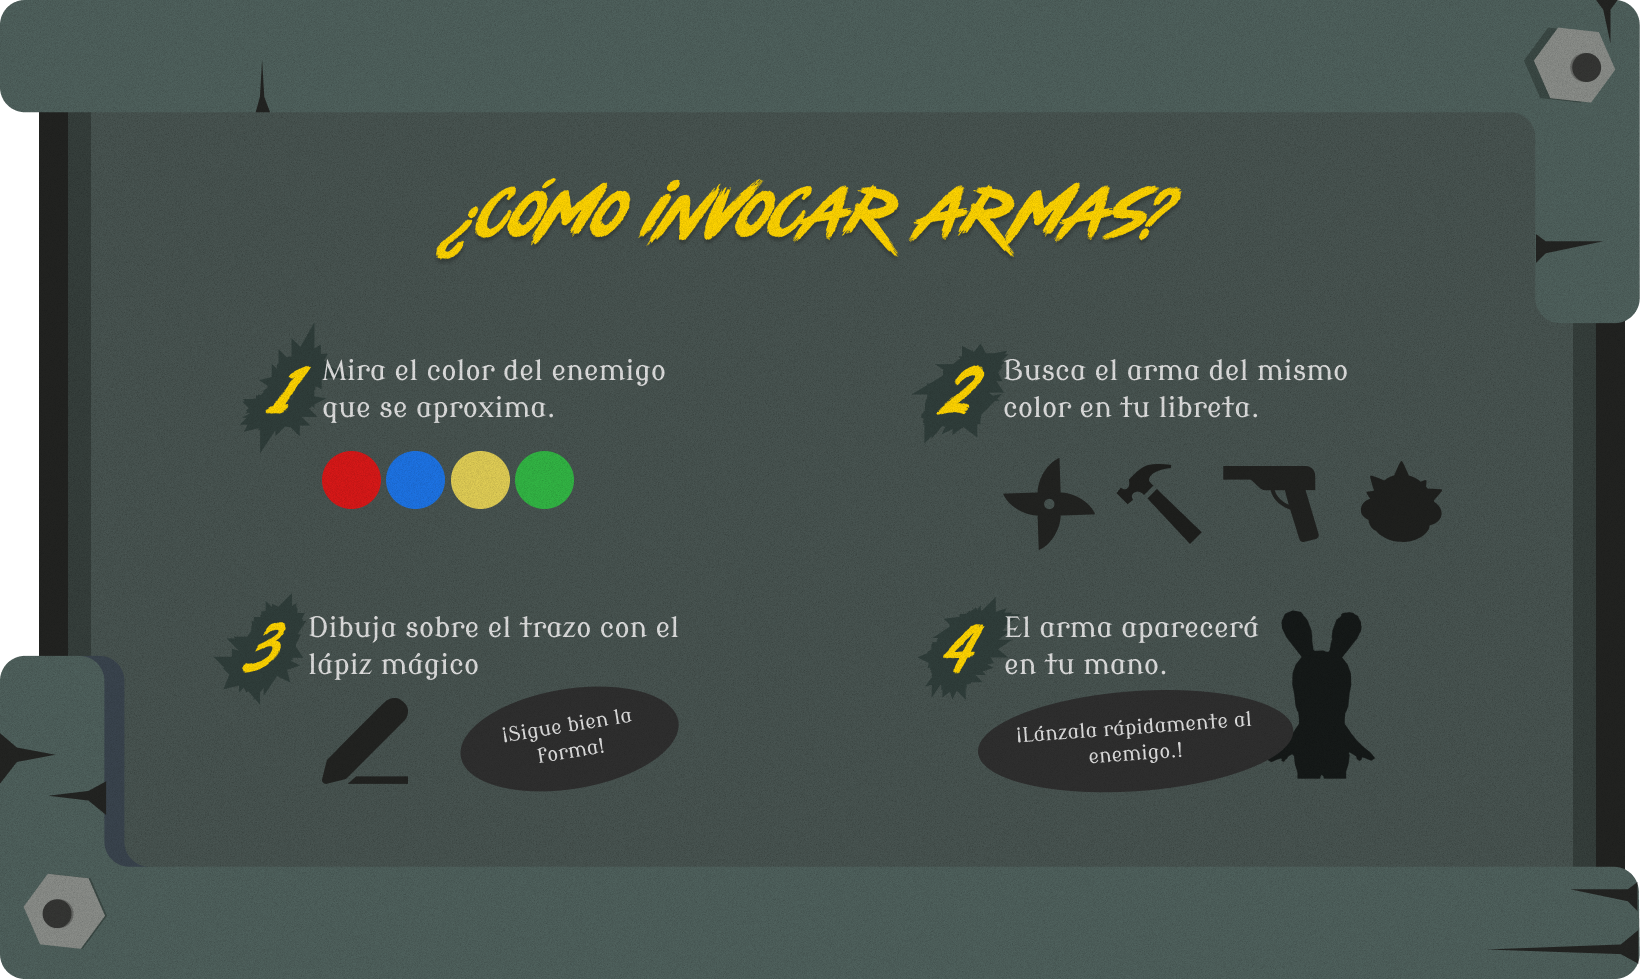 ¿CÓMO INVOCAR ARMAS?
1
Mira el color del enemigo
que se aproxima.
2
Busca el arma del mismo
color en tu libreta.
3
Dibuja sobre el trazo con el
lápiz mágico
¡Sigue bien la
forma!
4
El arma aparecerá
en tu mano.
¡Lánzala rápidamente al
enemigo.!